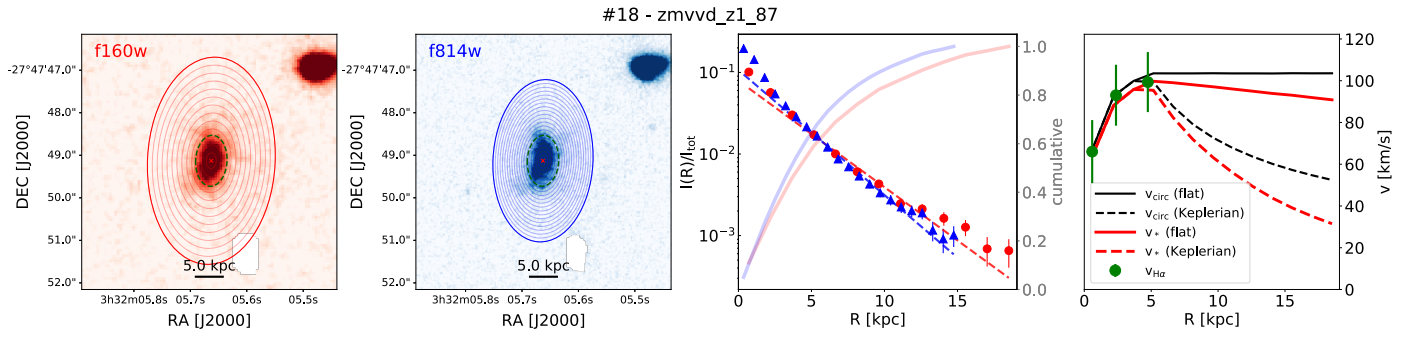 #18 - zmvvd_z1_87
f160w
-27°47'47.0"
48.0"
49.0"
50.0"
51.0"
52.0"
DEC [J2000]
5.0 kpc
3h32m05.8s 05.7s 05.6s 05.5s
RA [J2000]
f814w
-27°47'47.0"
48.0"
49.0"
50.0"
51.0"
52.0"
DEC [J2000]
5.0 kpc
3h32m05.8s 05.7s 05.6s 05.5s
RA [J2000]
10⁻¹
10⁻²
10⁻³
I(R)/I_tot
0 5 10 15
R [kpc]
1.0
0.8
0.6
0.4
0.2
0.0
cumulative
v_circ (flat)
v_circ (Keplerian)
v_* (flat)
v_* (Keplerian)
v_Hα
0 5 10 15
R [kpc]
120
100
80
60
40
20
0
v [km/s]